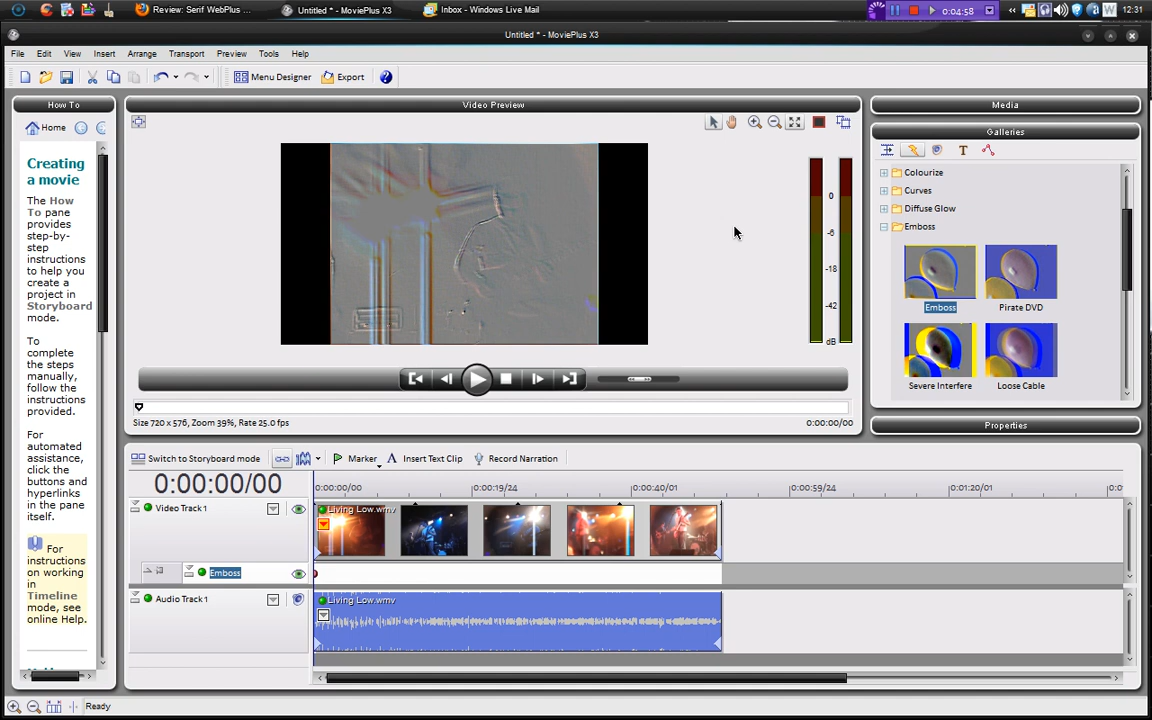 Review: Serif WebPlus ...
Untitled * - MoviePlus X3
Inbox - Windows Live Mail
0:04:58
12:31
Untitled * - MoviePlus X3
File Edit View Insert Arrange Transport Preview Tools Help
Menu Designer Export
How To
Home
Creating
a movie
The How
To pane
provides
step-by-
step
instructions
to help you
create a
project in
Storyboard
mode.
To
complete
the steps
manually,
follow the
instructions
provided.
For
automated
assistance,
click the
buttons and
hyperlinks
in the pane
itself.
For
instructions
on working
in
Timeline
mode, see
online Help.
Video Preview
0
-6
-18
-42
dB
Size 720 x 576, Zoom 39%, Rate 25.0 fps
0:00:00/00
Media
Galleries
Colourize
Curves
Diffuse Glow
Emboss
Emboss Pirate DVD
Severe Interfere Loose Cable
Properties
Switch to Storyboard mode Marker Insert Text Clip Record Narration
0:00:00/00
0:00:00/00 0:00:19/24 0:00:40/01 0:00:59/24 0:01:20/01
Video Track1
Living Low.wmv
Emboss
Audio Track1
Living Low.wmv
Ready